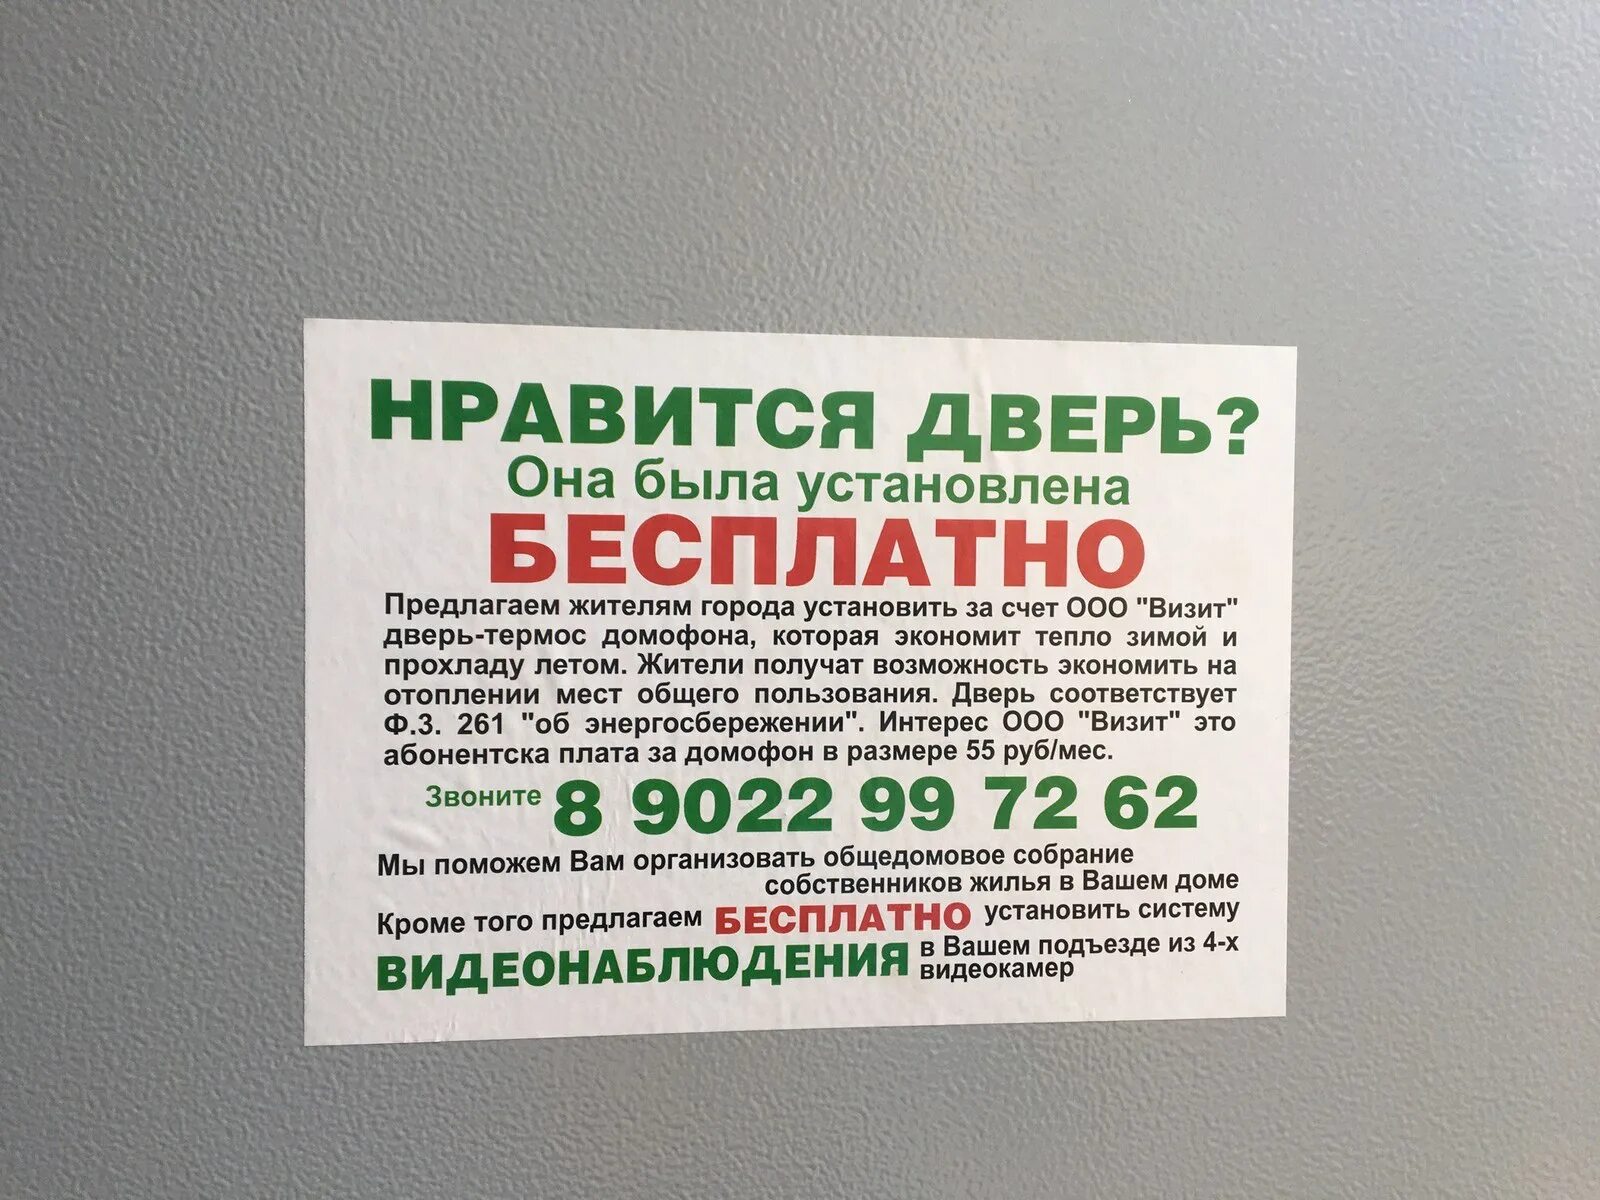 НРАВИТСЯ ДВЕРЬ?
Она была установлена
БЕСПЛАТНО
Предлагаем жителям города установить за счет ООО "Визит"
дверь-термос домофона, которая экономит тепло зимой и
прохладу летом. Жители получат возможность экономить на
отоплении мест общего пользования. Дверь соответствует
Ф.З. 261 "об энергосбережении". Интерес ООО "Визит" это
абонентска плата за домофон в размере 55 руб/мес.
Звоните 8 9022 99 72 62
Мы поможем Вам организовать общедомовое собрание
собственников жилья в Вашем доме
Кроме того предлагаем БЕСПЛАТНО установить систему
ВИДЕОНАБЛЮДЕНИЯ в Вашем подъезде из 4-х
видеокамер